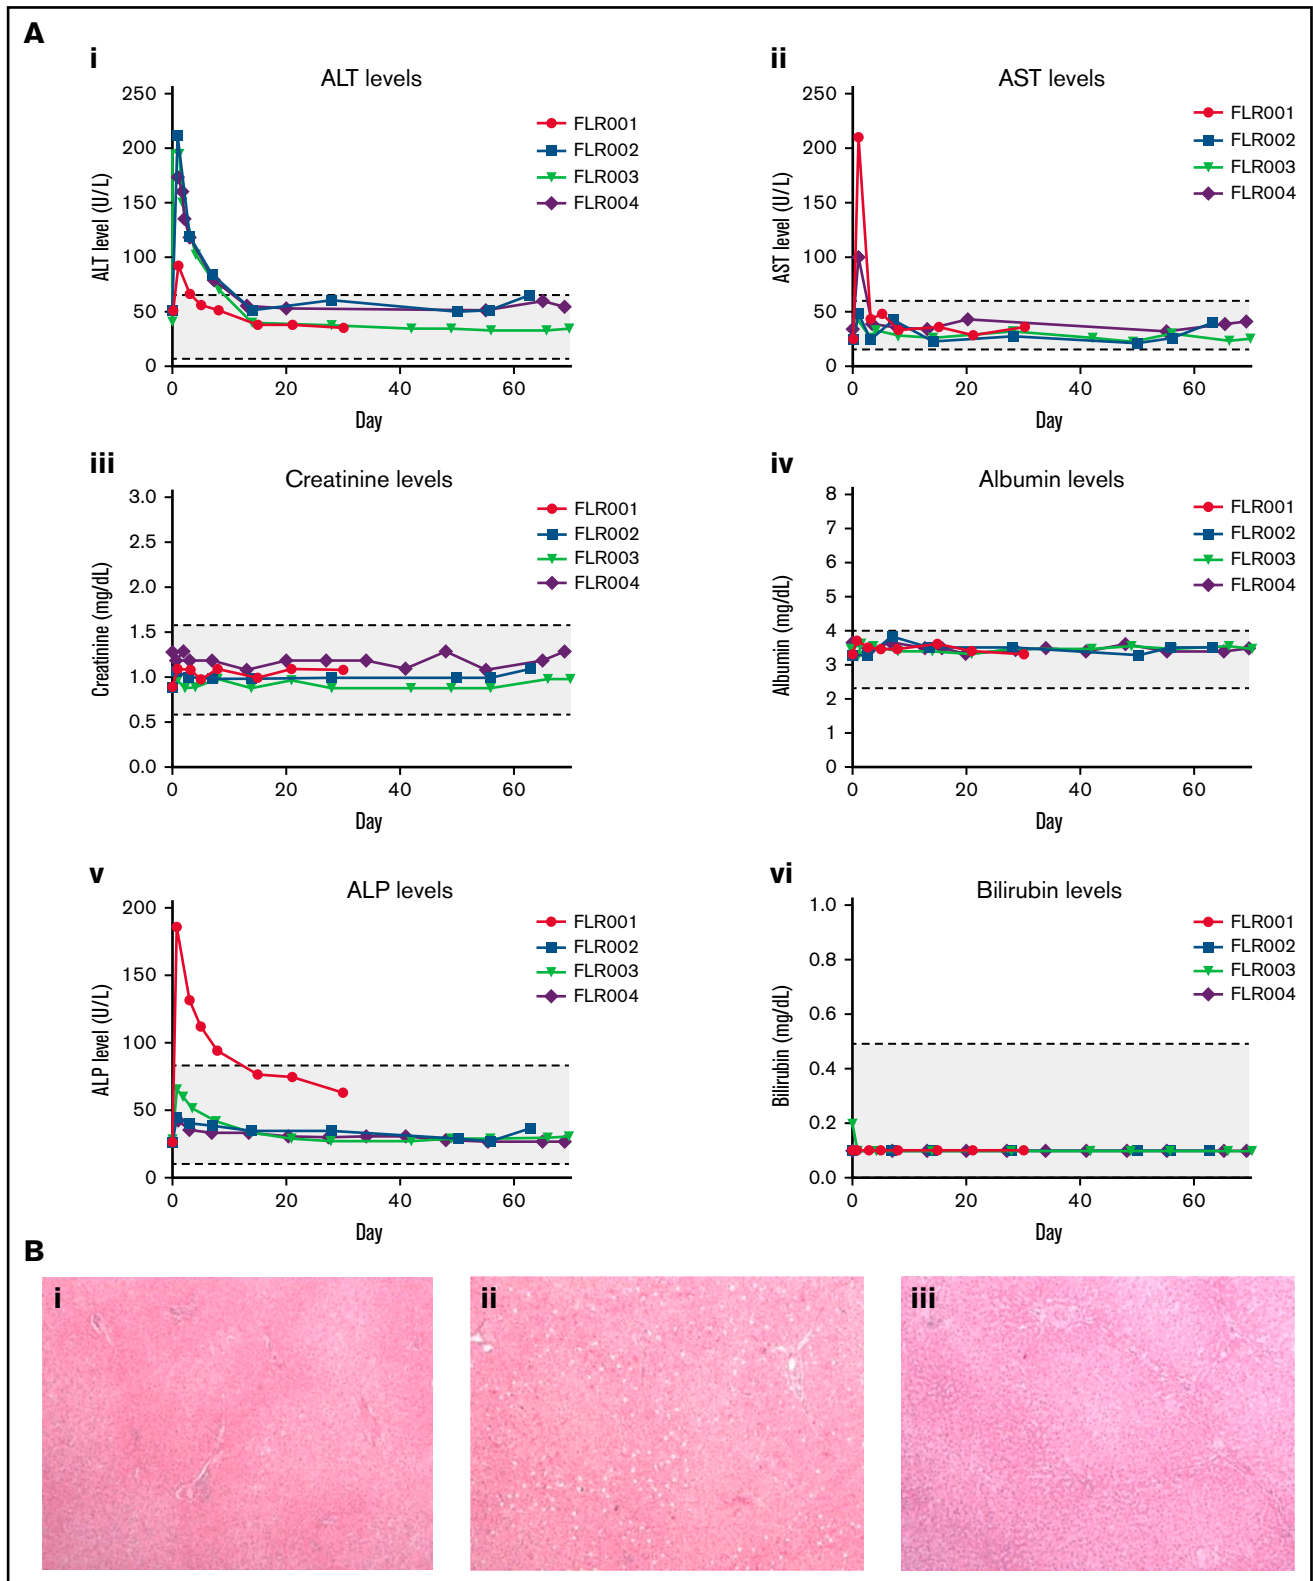 A
i
ALT levels
ALT level (U/L)
250
200
150
100
50
0
0 20 40 60
Day
FLR001
FLR002
FLR003
FLR004
ii
AST levels
AST level (U/L)
250
200
150
100
50
0
0 20 40 60
Day
FLR001
FLR002
FLR003
FLR004
iii
Creatinine levels
Creatinine (mg/dL)
3.0
2.5
2.0
1.5
1.0
0.5
0.0
0 20 40 60
Day
FLR001
FLR002
FLR003
FLR004
iv
Albumin levels
Albumin (mg/dL)
8
7
6
5
4
3
2
1
0
0 20 40 60
Day
FLR001
FLR002
FLR003
FLR004
v
ALP levels
ALP level (U/L)
200
150
100
50
0
0 20 40 60
Day
FLR001
FLR002
FLR003
FLR004
vi
Bilirubin levels
Bilirubin (mg/dL)
1.0
0.8
0.6
0.4
0.2
0.0
0 20 40 60
Day
FLR001
FLR002
FLR003
FLR004
B
i
ii
iii